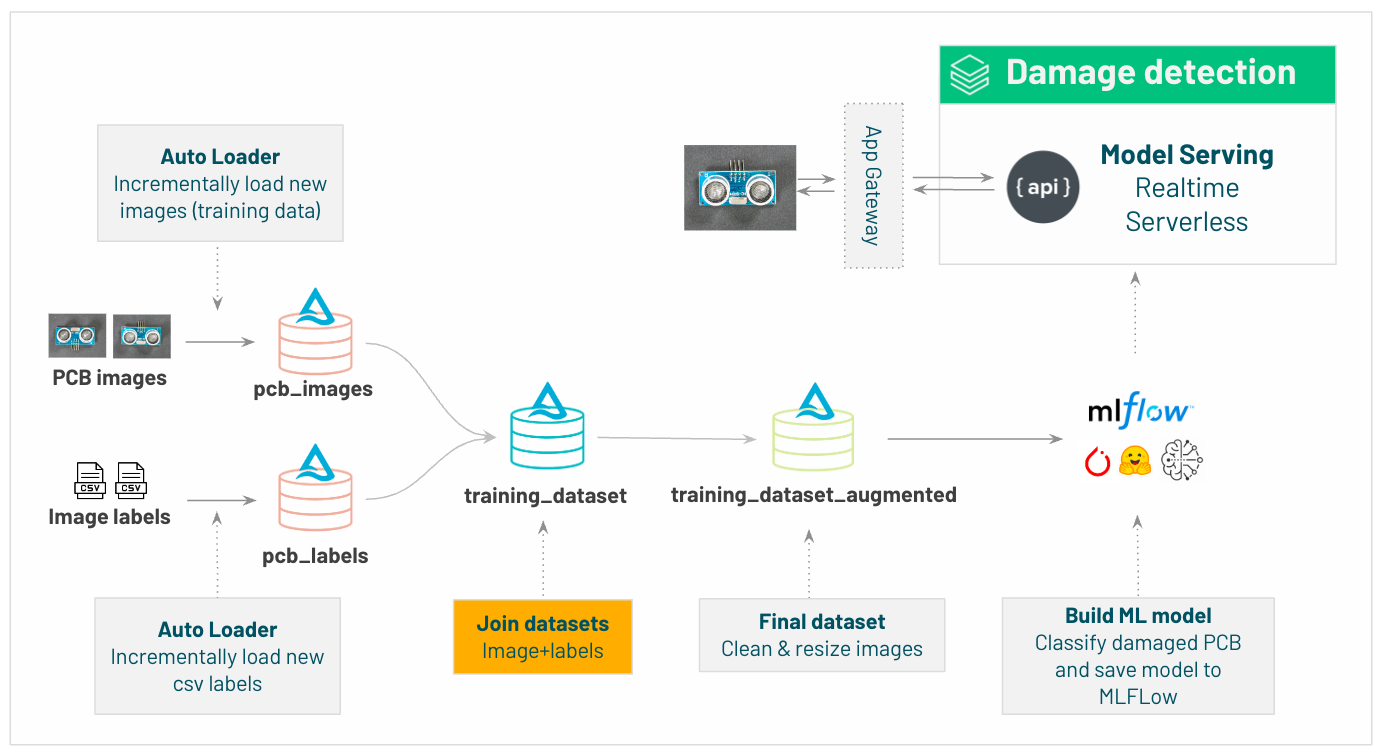 Damage detection
Model Serving
Realtime
Serverless
{ api }
App Gateway
Auto Loader
Incrementally load new
images (training data)
PCB images
pcb_images
CSV CSV
Image labels
pcb_labels
training_dataset
training_dataset_augmented
mlflow™
Auto Loader
Incrementally load new
csv labels
Join datasets
Image+labels
Final dataset
Clean & resize images
Build ML model
Classify damaged PCB
and save model to
MLFLow